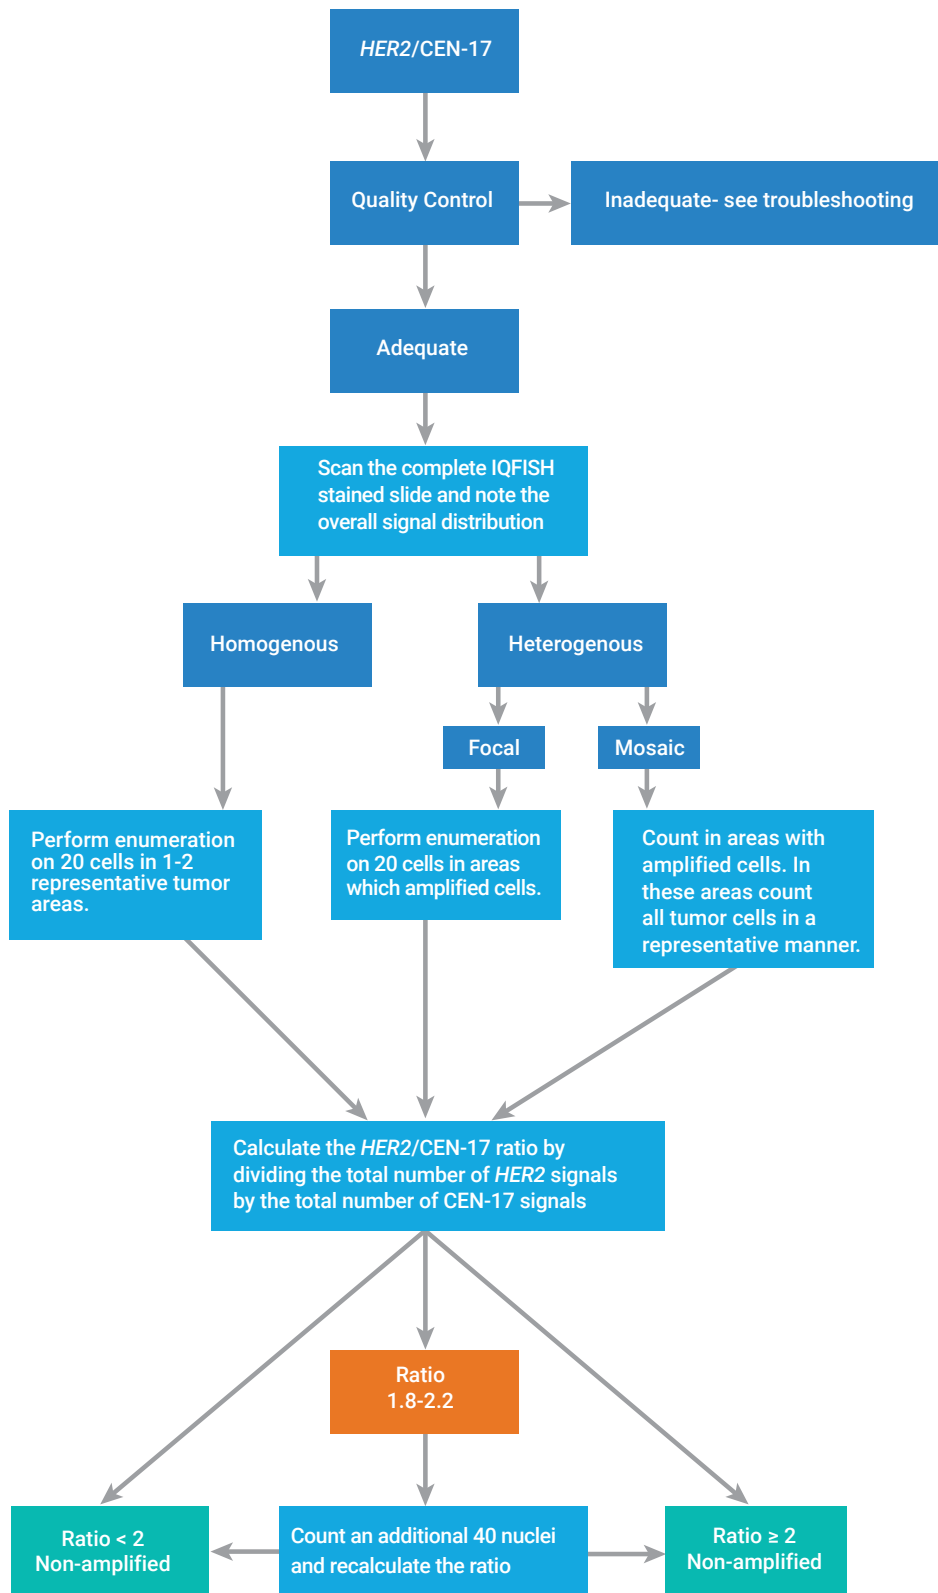 HER2/CEN-17
Quality Control
Inadequate- see troubleshooting
Adequate
Scan the complete IQFISH
stained slide and note the
overall signal distribution
Homogenous
Heterogenous
Focal
Mosaic
Perform enumeration
on 20 cells in 1-2
representative tumor
areas.
Perform enumeration
on 20 cells in areas
which amplified cells.
Count in areas with
amplified cells. In
these areas count
all tumor cells in a
representative manner.
Calculate the HER2/CEN-17 ratio by
dividing the total number of HER2 signals
by the total number of CEN-17 signals
Ratio
1.8-2.2
Ratio < 2
Non-amplified
Count an additional 40 nuclei
and recalculate the ratio
Ratio ≥ 2
Non-amplified